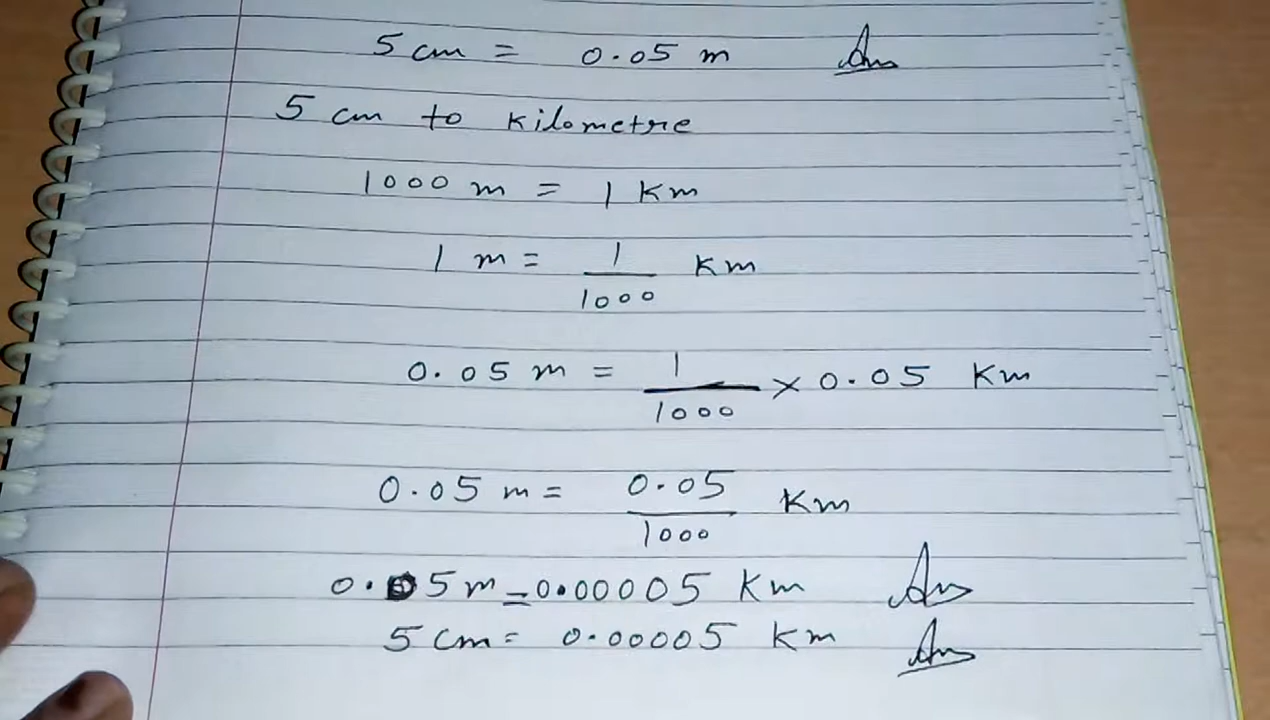 5 cm = 0.05 m Ans
5 cm to kilometre
1000 m = 1 Km
1 m = 1/1000 Km
0.05 m = 1/1000 × 0.05 Km
0.05 m = 0.05/1000 Km
0.05 m = 0.00005 Km Ans
5 cm = 0.00005 Km Ans